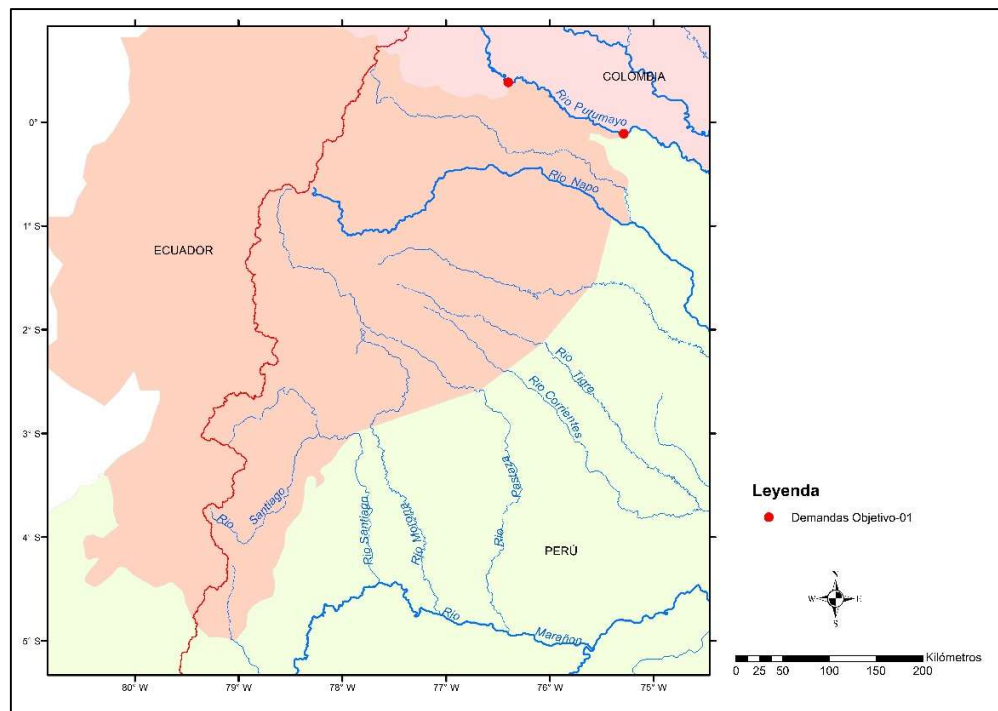 COLOMBIA
Río Putumayo
0°
Río Napo
1° S
ECUADOR
2° S
Río Tigre
Río Corrientes
3° S
Río Santiago
Río Santiago
Río Morona
Río Pastaza
Leyenda
Demandas Objetivo-01
PERÚ
4° S
N
W E
S
Río Marañon
5° S
Kilómetros
0 25 50 100 150 200
80° W 79° W 78° W 77° W 76° W 75° W